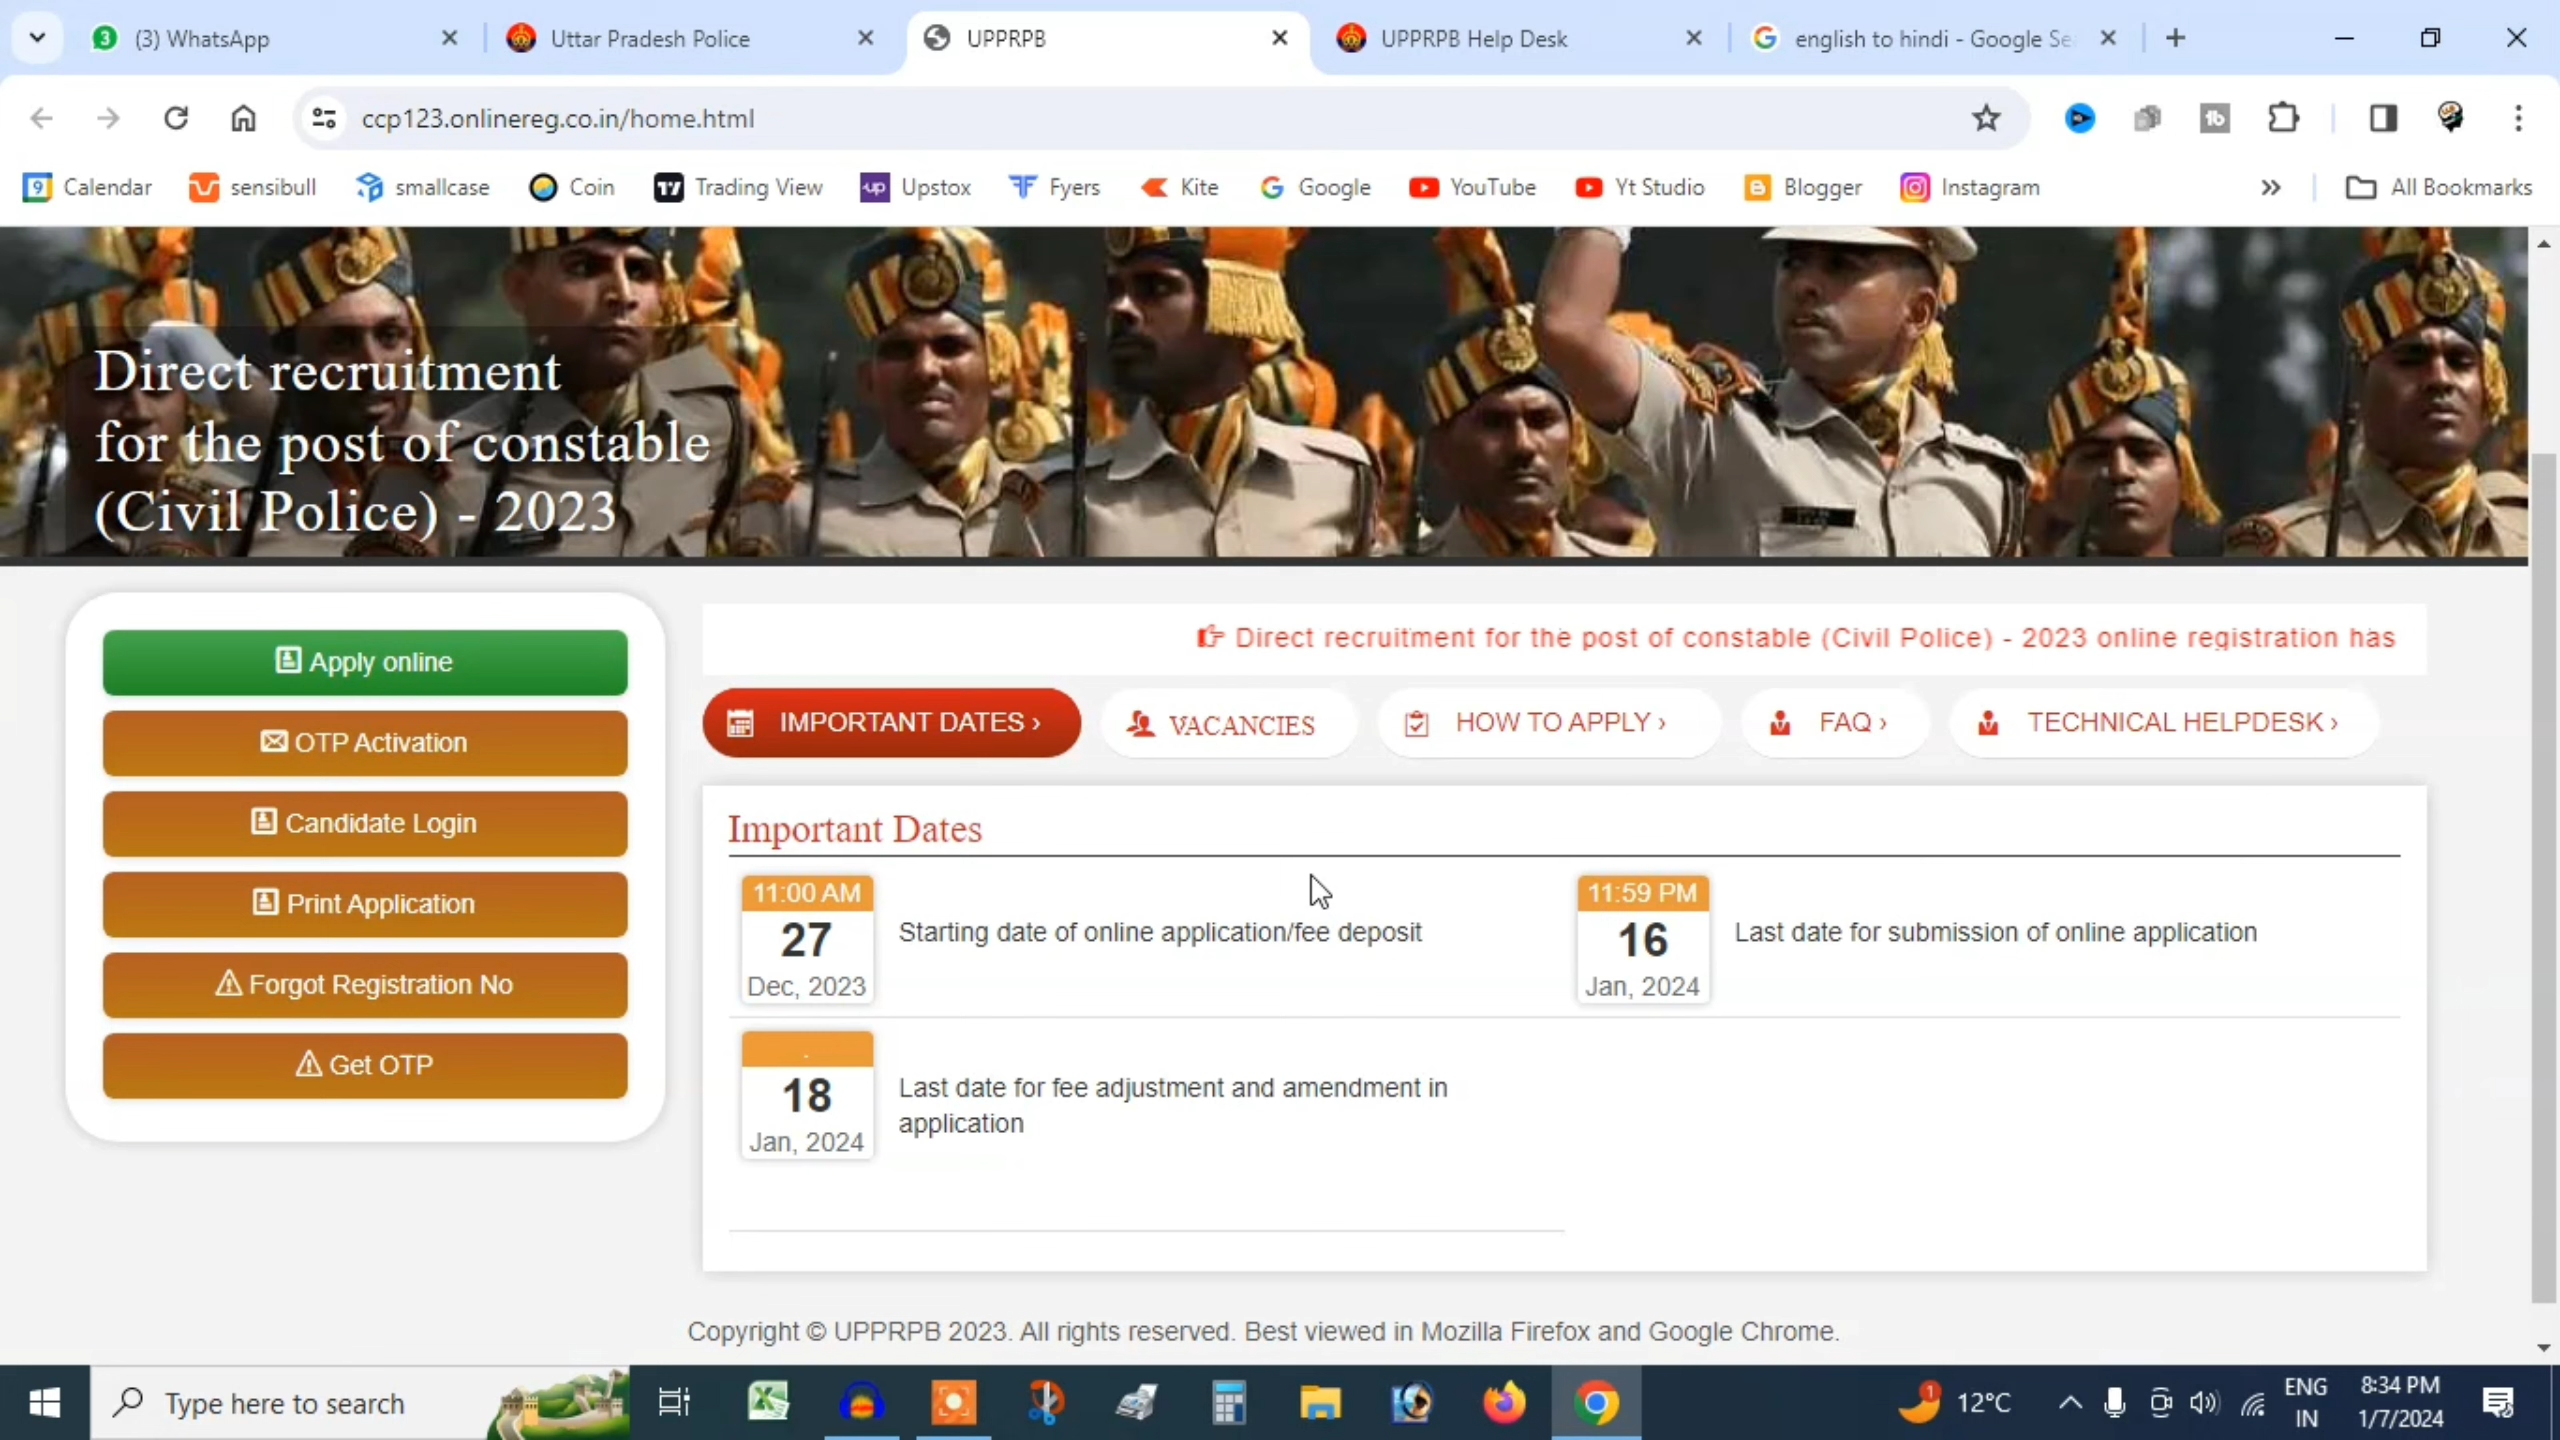 (3) WhatsApp
Uttar Pradesh Police
UPPRPB
UPPRPB Help Desk
english to hindi - Google Se
ccp123.onlinereg.co.in/home.html
Calendar
sensibull
smallcase
Coin
Trading View
Upstox
Fyers
Kite
Google
YouTube
Yt Studio
Blogger
Instagram
All Bookmarks
Direct recruitment
for the post of constable
(Civil Police) - 2023
Apply online
OTP Activation
Candidate Login
Print Application
Forgot Registration No
Get OTP
Direct recruitment for the post of constable (Civil Police) - 2023 online registration has
IMPORTANT DATES ›
VACANCIES
HOW TO APPLY ›
FAQ ›
TECHNICAL HELPDESK ›
Important Dates
11:00 AM
27
Dec, 2023
Starting date of online application/fee deposit
11:59 PM
16
Jan, 2024
Last date for submission of online application
.
18
Jan, 2024
Last date for fee adjustment and amendment in
application
Copyright © UPPRPB 2023. All rights reserved. Best viewed in Mozilla Firefox and Google Chrome.
Type here to search
1
12°C
ENG
IN
8:34 PM
1/7/2024